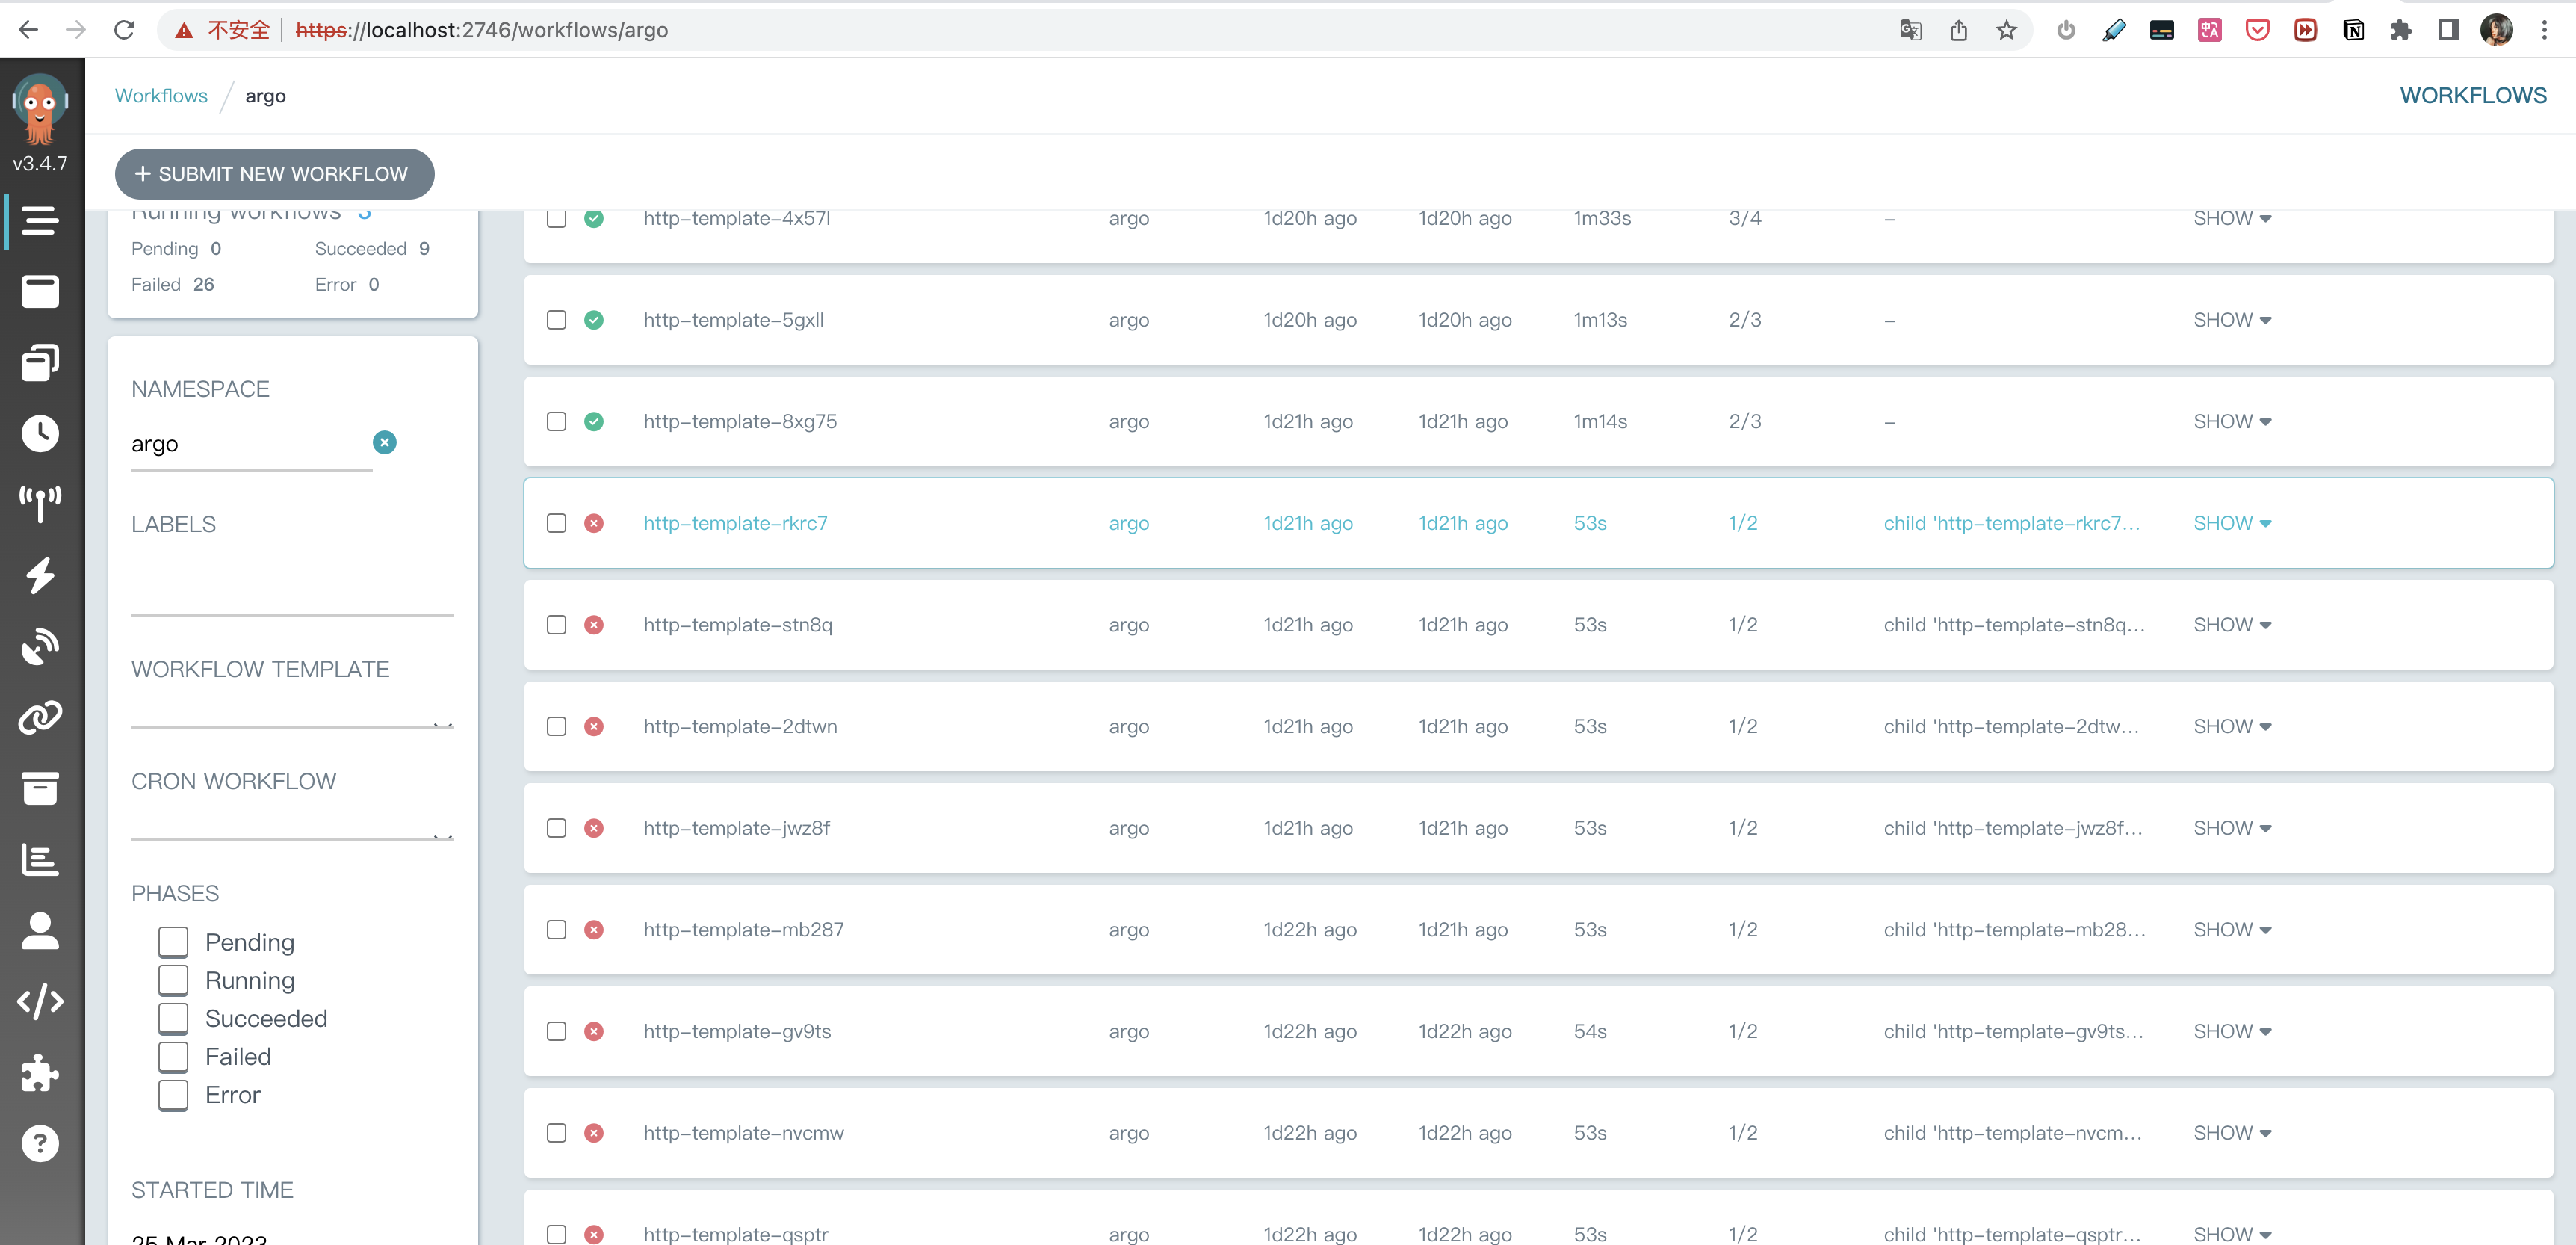 不安全 https://localhost:2746/workflows/argo
Workflows / argo
WORKFLOWS
v3.4.7
+ SUBMIT NEW WORKFLOW
Running workflows 3
Pending 0
Succeeded 9
Failed 26
Error 0
NAMESPACE
argo
LABELS
WORKFLOW TEMPLATE
CRON WORKFLOW
PHASES
Pending
Running
Succeeded
Failed
Error
STARTED TIME
25 Mar 2023
http-template-4x57l argo 1d20h ago 1d20h ago 1m33s 3/4 - SHOW
http-template-5gxll argo 1d20h ago 1d20h ago 1m13s 2/3 - SHOW
http-template-8xg75 argo 1d21h ago 1d21h ago 1m14s 2/3 - SHOW
http-template-rkrc7 argo 1d21h ago 1d21h ago 53s 1/2 child 'http-template-rkrc7... SHOW
http-template-stn8q argo 1d21h ago 1d21h ago 53s 1/2 child 'http-template-stn8q... SHOW
http-template-2dtwn argo 1d21h ago 1d21h ago 53s 1/2 child 'http-template-2dtw... SHOW
http-template-jwz8f argo 1d21h ago 1d21h ago 53s 1/2 child 'http-template-jwz8f... SHOW
http-template-mb287 argo 1d22h ago 1d21h ago 53s 1/2 child 'http-template-mb28... SHOW
http-template-gv9ts argo 1d22h ago 1d22h ago 54s 1/2 child 'http-template-gv9ts... SHOW
http-template-nvcmw argo 1d22h ago 1d22h ago 53s 1/2 child 'http-template-nvcm... SHOW
http-template-qsptr argo 1d22h ago 1d22h ago 53s 1/2 child 'http-template-qsptr... SHOW